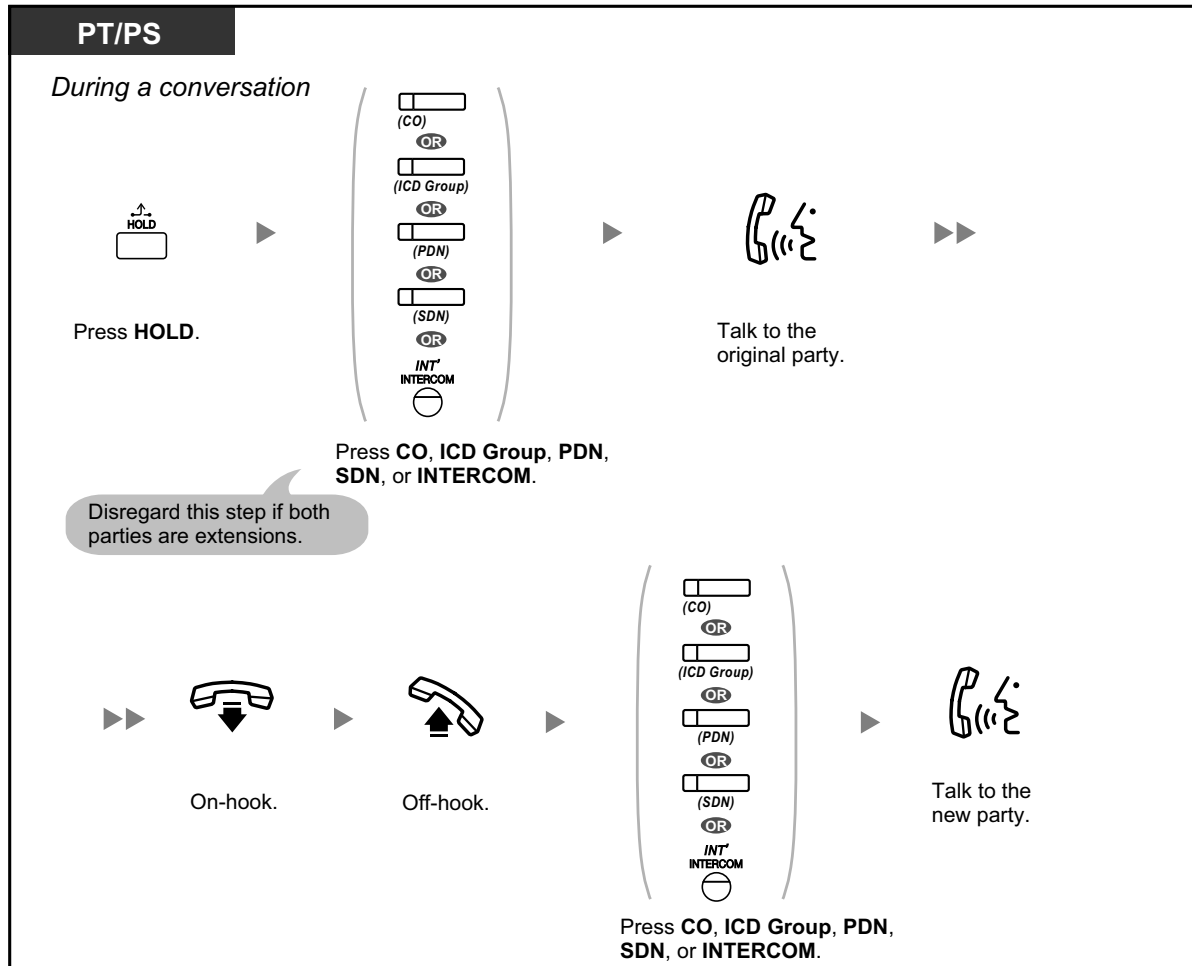 PT/PS
During a conversation
(CO)
OR
(ICD Group)
OR
(PDN)
OR
(SDN)
OR
INT'
INTERCOM
HOLD
Press HOLD.
Press CO, ICD Group, PDN,
SDN, or INTERCOM.
Talk to the
original party.
Disregard this step if both
parties are extensions.
On-hook.
Off-hook.
(CO)
OR
(ICD Group)
OR
(PDN)
OR
(SDN)
OR
INT'
INTERCOM
Press CO, ICD Group, PDN,
SDN, or INTERCOM.
Talk to the
new party.